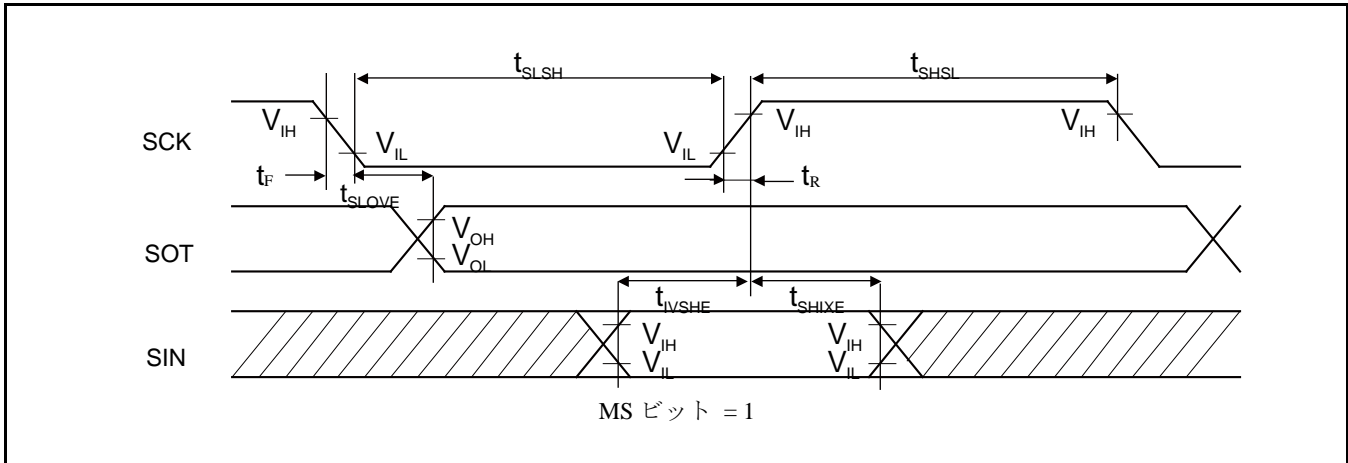 tSLSH tSHSL
VIH VIH VIH
SCK
VIL VIL
tF tR
tSLOVE
VOH
SOT
VOL
tIVSHE tSHIXE
VIH VIH
SIN
VIL VIL
MS ビット = 1